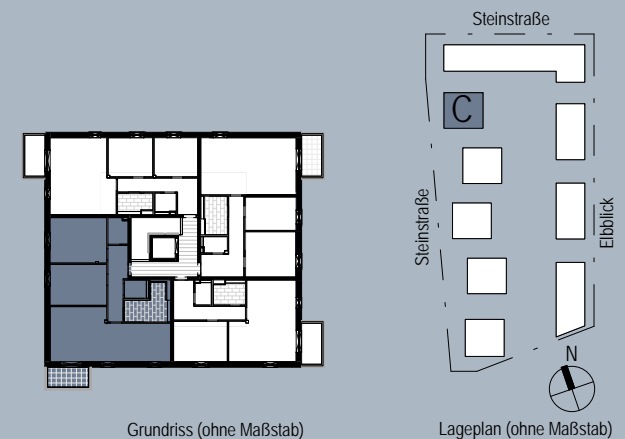 Steinstraße
C
Steinstraße
Elbblick
N
Grundriss (ohne Maßstab)
Lageplan (ohne Maßstab)